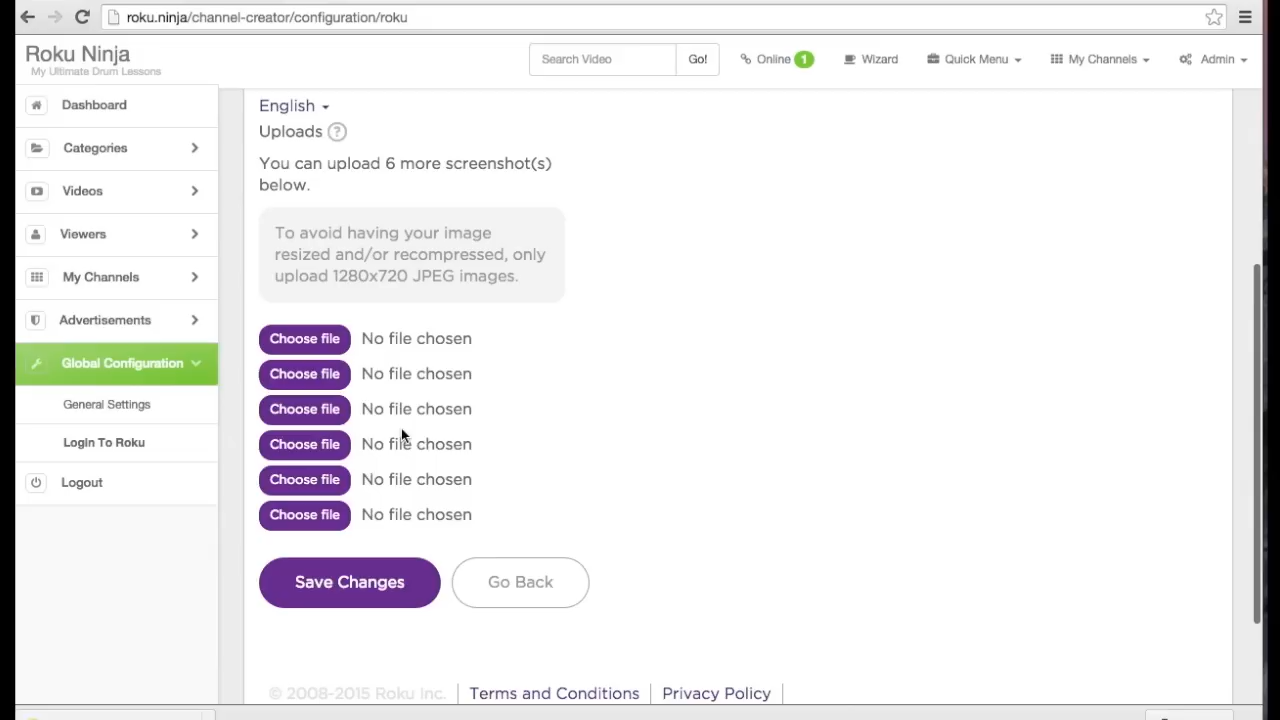 roku.ninja/channel-creator/configuration/roku
Roku Ninja
My Ultimate Drum Lessons
Search Video
Go!
Online 1
Wizard
Quick Menu
My Channels
Admin
Dashboard
Categories
Videos
Viewers
My Channels
Advertisements
Global Configuration
General Settings
Login To Roku
Logout
English
Uploads ?
You can upload 6 more screenshot(s)
below.
To avoid having your image
resized and/or recompressed, only
upload 1280x720 JPEG images.
Choose file No file chosen
Choose file No file chosen
Choose file No file chosen
Choose file No file chosen
Choose file No file chosen
Choose file No file chosen
Save Changes
Go Back
© 2008-2015 Roku Inc.
Terms and Conditions
Privacy Policy